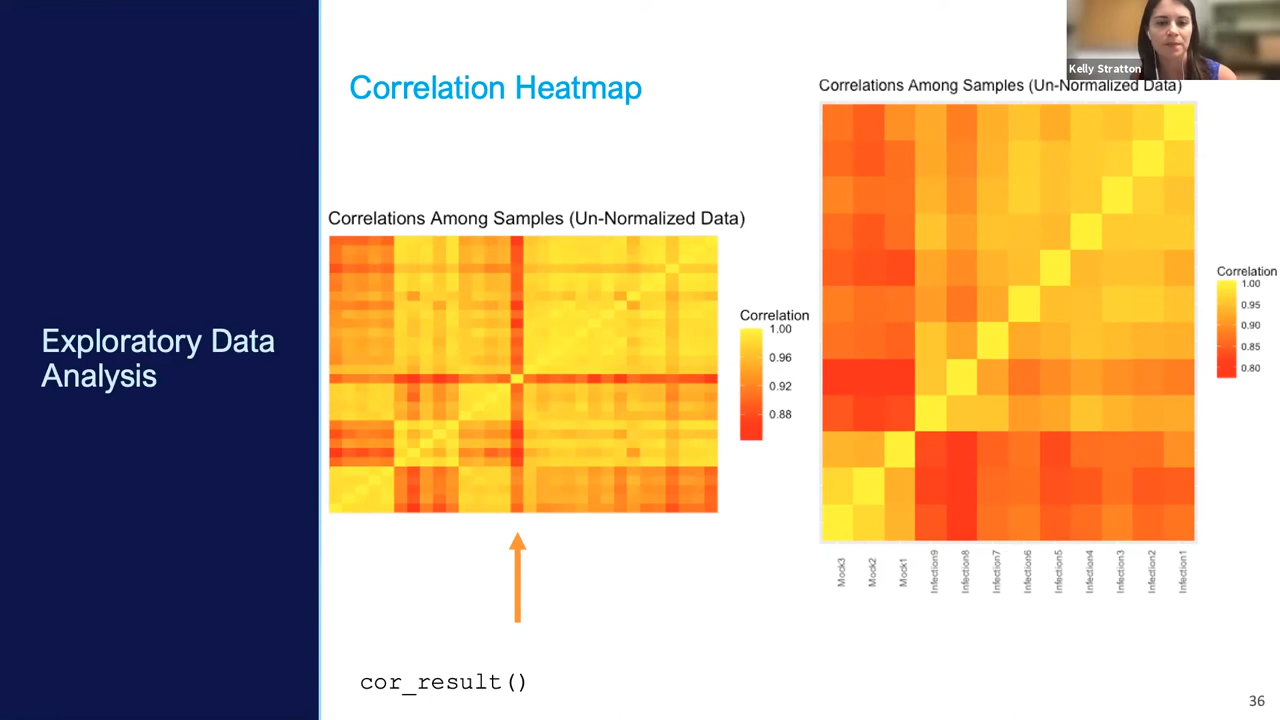 Kelly Stratton
Correlation Heatmap
Exploratory Data
Analysis
Correlations Among Samples (Un-Normalized Data)
Correlation
1.00
0.96
0.92
0.88
cor_result()
Correlations Among Samples (Un-Normalized Data)
Correlation
1.00
0.95
0.90
0.85
0.80
Mock3
Mock2
Mock1
Infection9
Infection8
Infection7
Infection6
Infection5
Infection4
Infection3
Infection2
Infection1
36